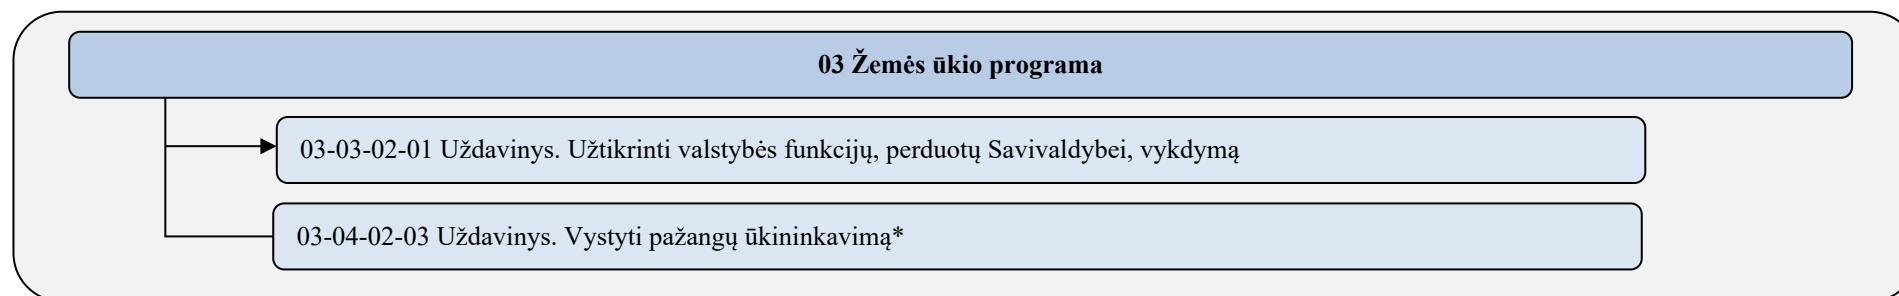 03 Žemės ūkio programa
03-03-02-01 Uždavinys. Užtikrinti valstybės funkcijų, perduotų Savivaldybei, vykdymą
03-04-02-03 Uždavinys. Vystyti pažangų ūkininkavimą*